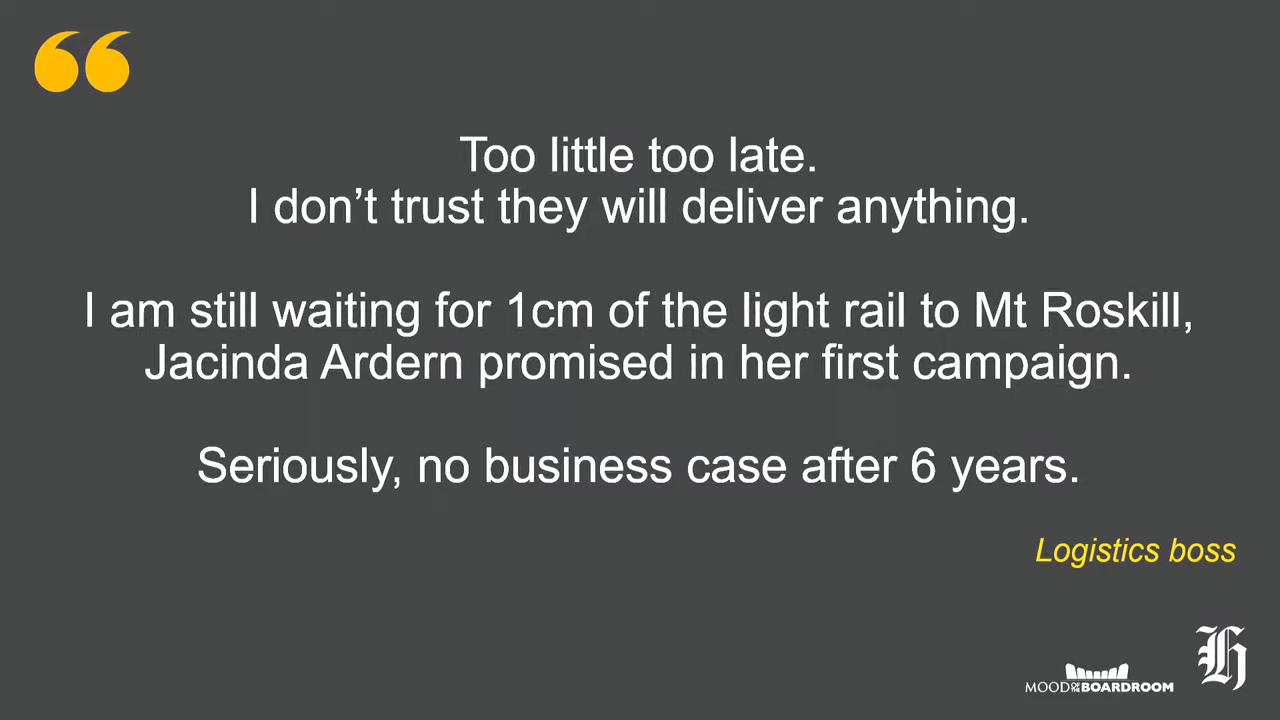 “
Too little too late.
I don’t trust they will deliver anything.
I am still waiting for 1cm of the light rail to Mt Roskill,
Jacinda Ardern promised in her first campaign.
Seriously, no business case after 6 years.
Logistics boss
MOOD OF THE BOARDROOM
H